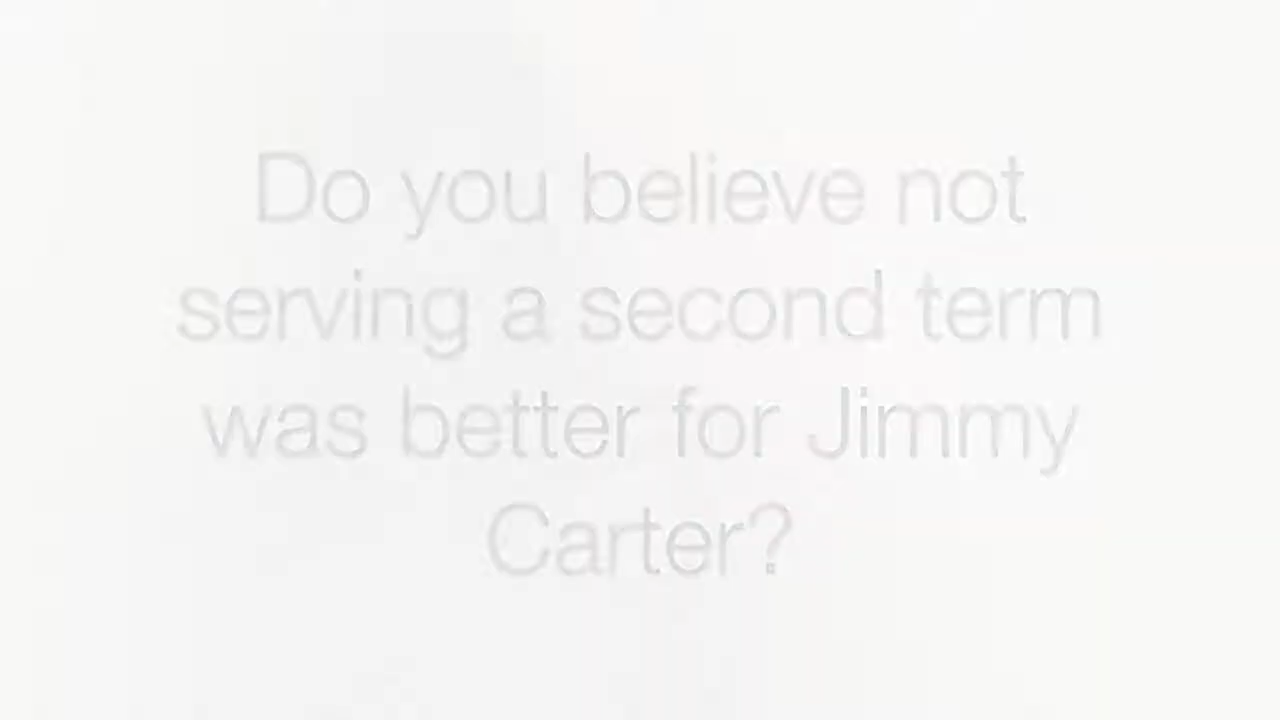 Do you believe not
serving a second term
was better for Jimmy
Carter?